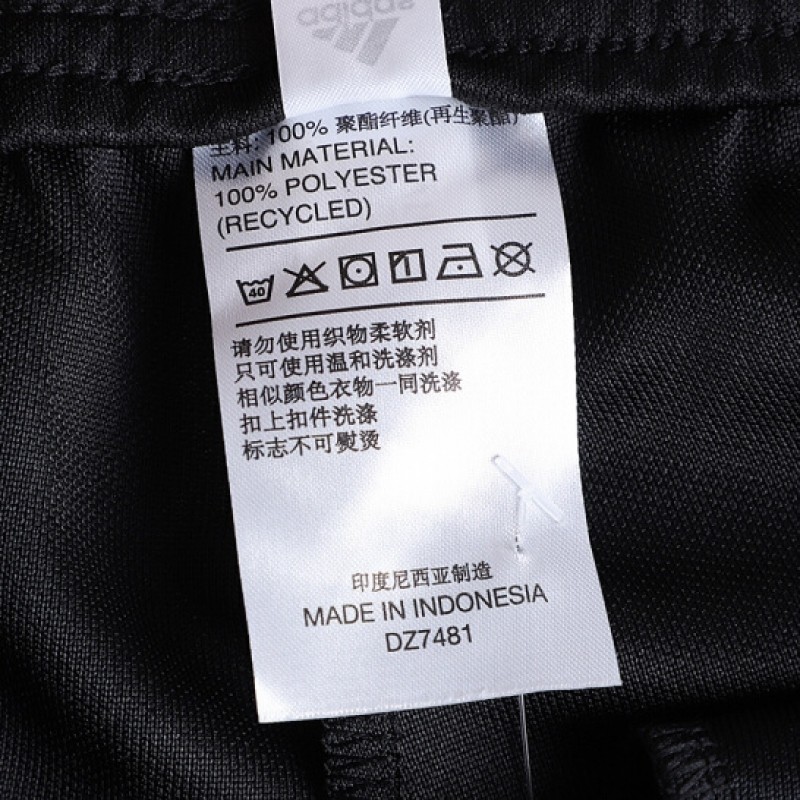 adidas
主料: 100% 聚酯纤维(再生聚酯)
MAIN MATERIAL:
100% POLYESTER
(RECYCLED)
40
请勿使用织物柔软剂
只可使用温和洗涤剂
相似颜色衣物一同洗涤
扣上扣件洗涤
标志不可熨烫
印度尼西亚制造
MADE IN INDONESIA
DZ7481